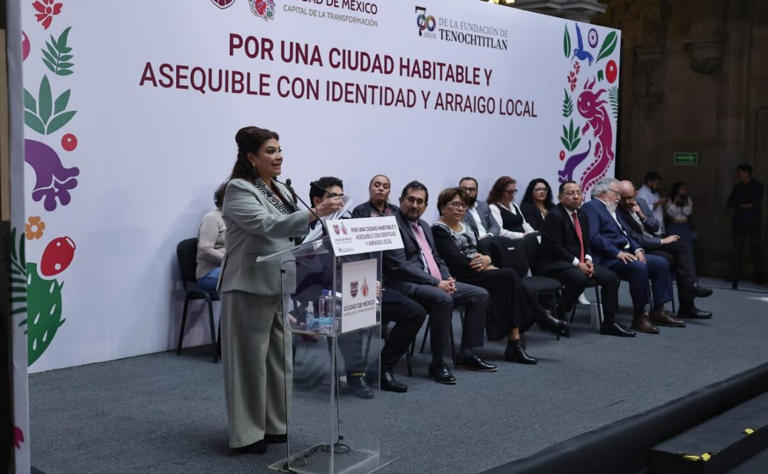 CIUDAD DE MÉXICO
CAPITAL DE LA TRANSFORMACIÓN
700
AÑOS
DE LA FUNDACIÓN DE
TENOCHTITLAN
POR UNA CIUDAD HABITABLE Y
ASEQUIBLE CON IDENTIDAD Y ARRAIGO LOCAL
POR UNA CIUDAD HABITABLE Y
ASEQUIBLE CON IDENTIDAD
Y ARRAIGO LOCAL
CIUDAD DE MÉXICO